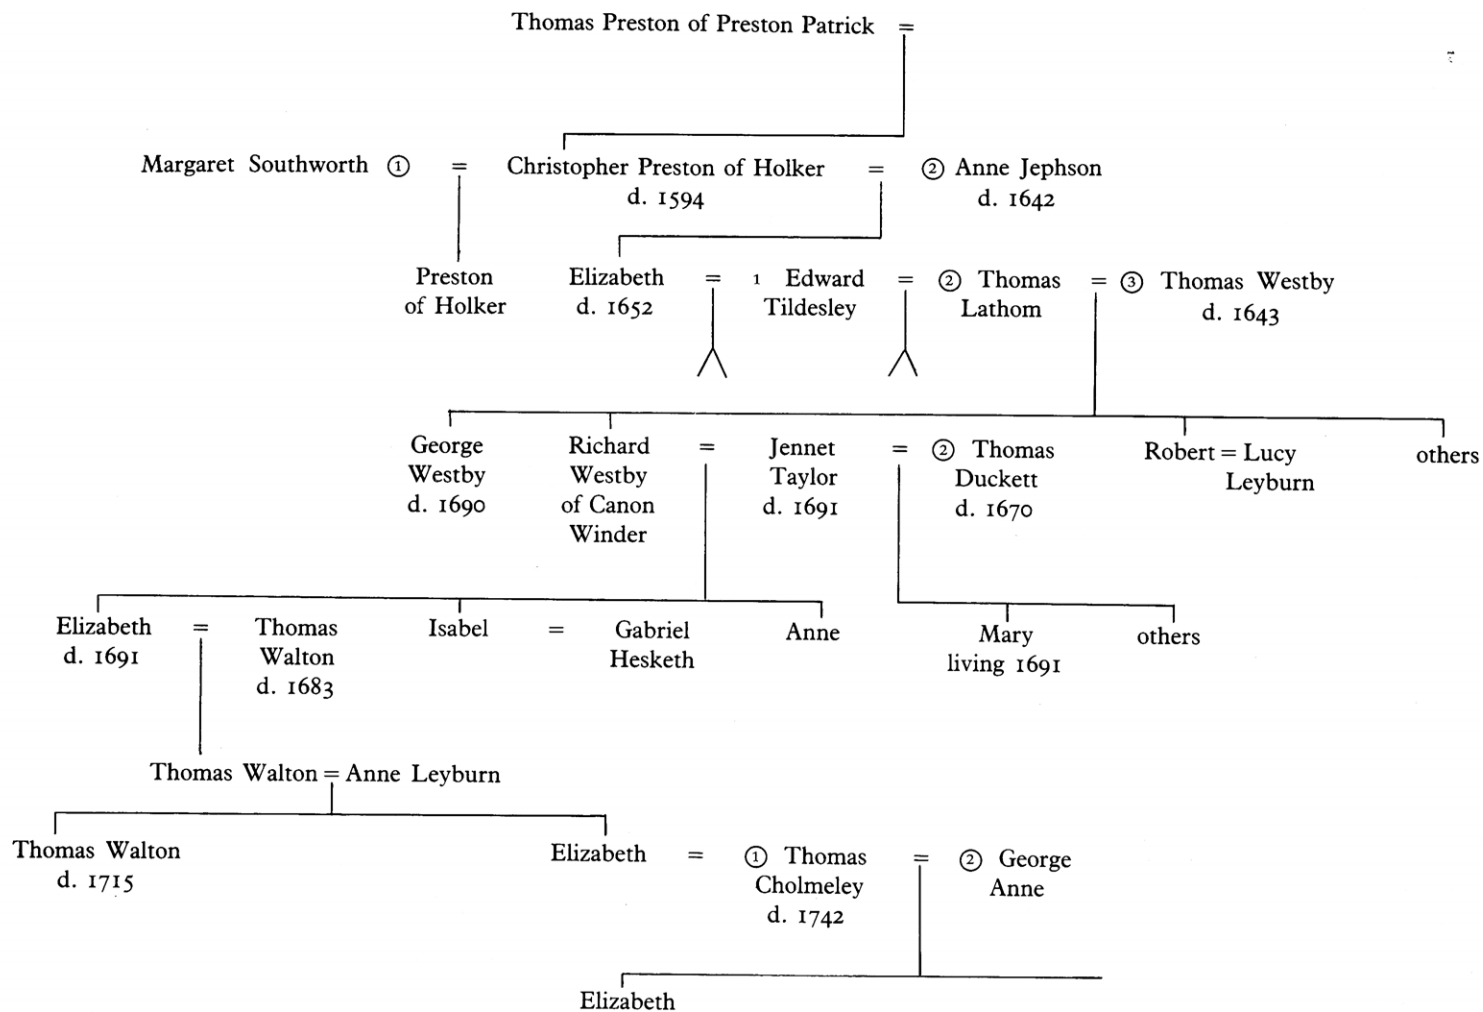 Thomas Preston of Preston Patrick =
Margaret Southworth ① = Christopher Preston of Holker = ② Anne Jephson
d. 1594 d. 1642
Preston Elizabeth = 1 Edward = ② Thomas = ③ Thomas Westby
of Holker d. 1652 Tildesley Lathom d. 1643
George Richard = Jennet = ② Thomas Robert = Lucy others
Westby Westby Taylor Duckett Leyburn
d. 1690 of Canon d. 1691 d. 1670
Winder
Elizabeth = Thomas Isabel = Gabriel Anne Mary others
d. 1691 Walton Hesketh living 1691
d. 1683
Thomas Walton = Anne Leyburn
Thomas Walton Elizabeth = ① Thomas = ② George
d. 1715 Cholmeley Anne
d. 1742
Elizabeth